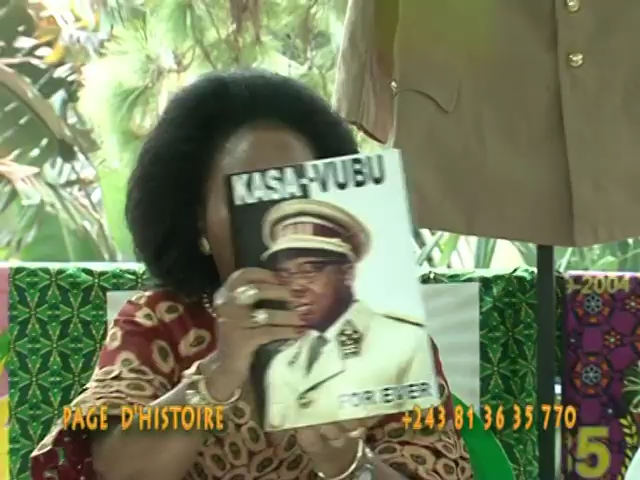 KASA-VUBU
FOREVER
-2004
PAGE D'HISTOIRE
+243 81 36 35 770
5